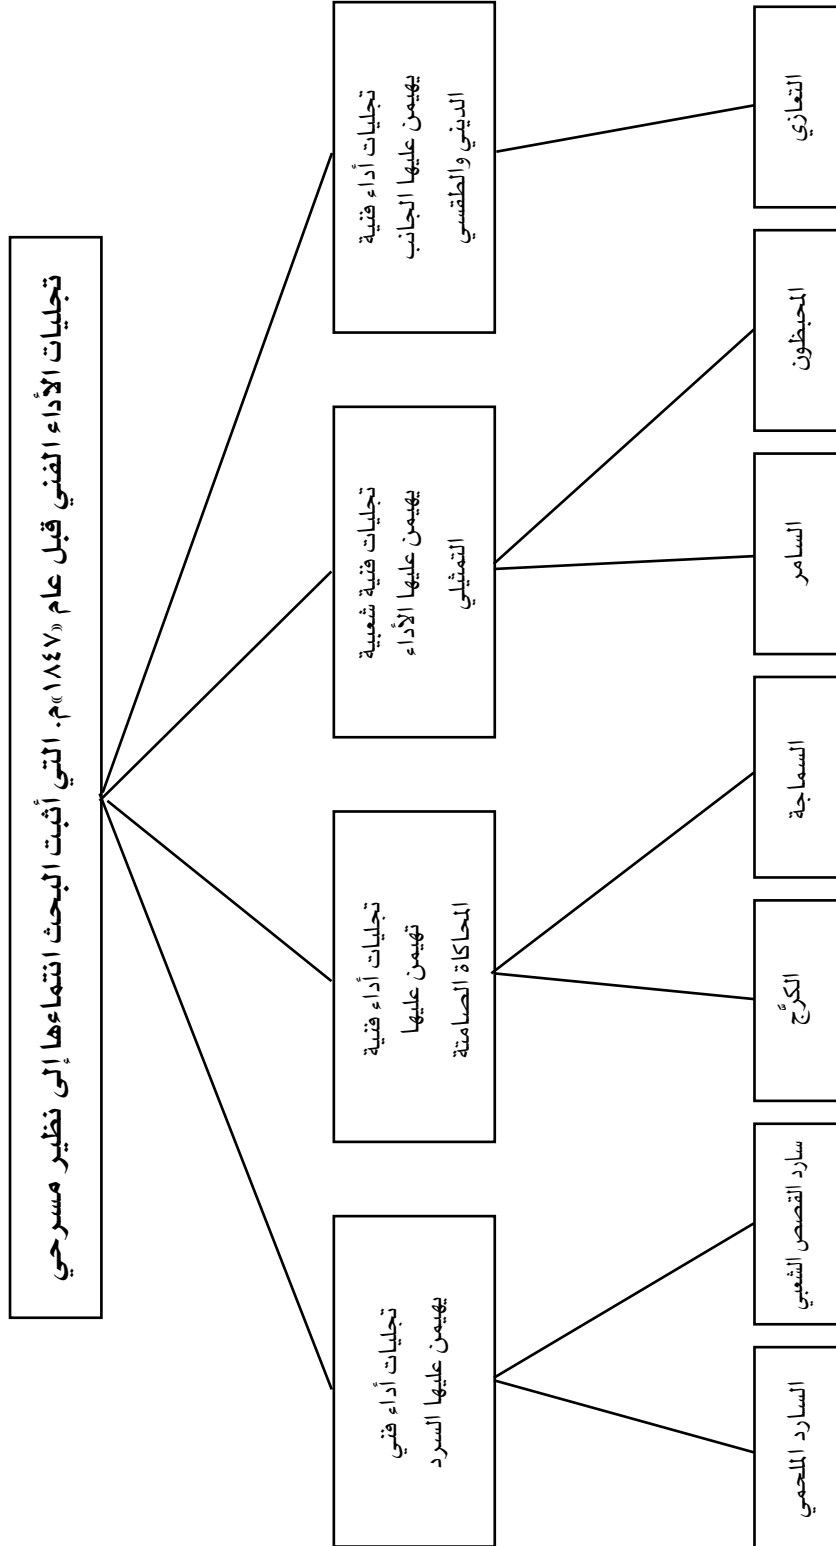 تجليات الأداء الفني قبل عام «١٨٤٧»م. التي أثبت البحث انتماءها إلى نظير مسرحي
تجليات أداء فنية
يهيمن عليها الجانب
الديني والطقسي
تجليات فنية شعبية
يهيمن عليها الأداء
التمثيلي
تجليات أداء فنية
تهيمن عليها
المحاكاة الصامتة
تجليات أداء فني
يهيمن عليها السرد
التعازي
المحبظون
السامر
السماجة
الكرَّج
سارد القصص الشعبي
السارد الملحمي